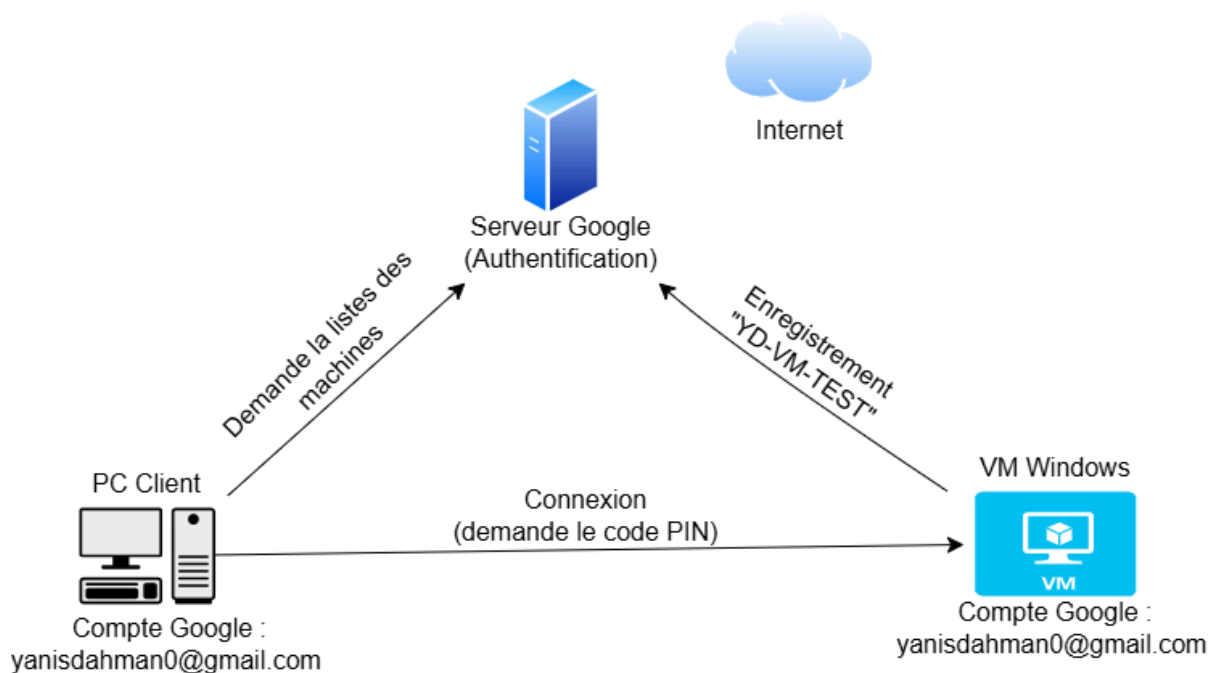 Internet
Serveur Google
(Authentification)
Demande la listes des
machines
Enregistrement
"YD-VM-TEST"
PC Client
VM Windows
Connexion
(demande le code PIN)
VM
Compte Google :
yanisdahman0@gmail.com
Compte Google :
yanisdahman0@gmail.com